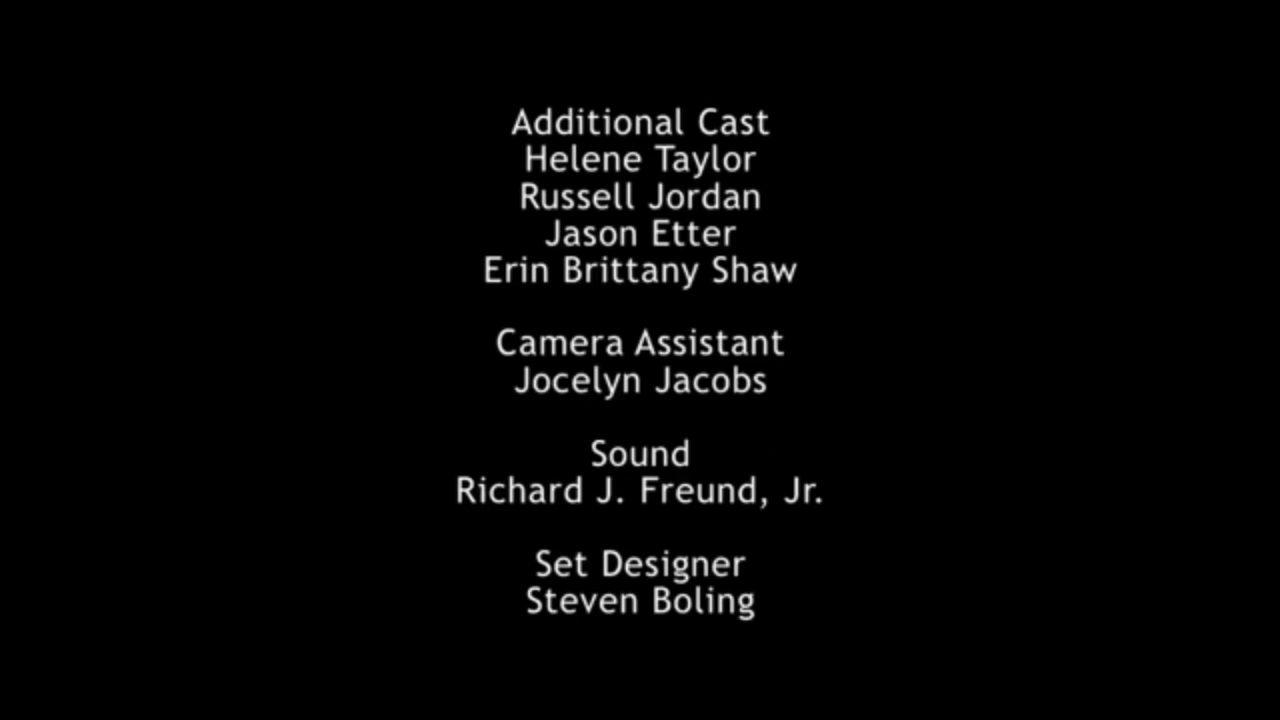 Additional Cast
Helene Taylor
Russell Jordan
Jason Etter
Erin Brittany Shaw
Camera Assistant
Jocelyn Jacobs
Sound
Richard J. Freund, Jr.
Set Designer
Steven Boling